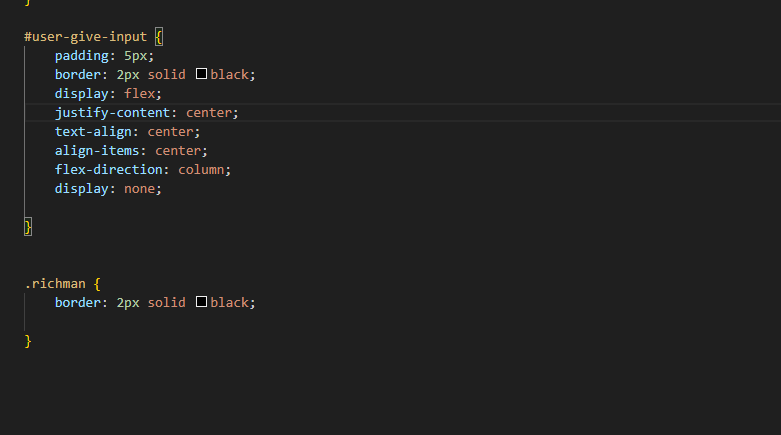 }
#user-give-input {
    padding: 5px;
    border: 2px solid black;
    display: flex;
    justify-content: center;
    text-align: center;
    align-items: center;
    flex-direction: column;
    display: none;
}
.richman {
    border: 2px solid black;
}